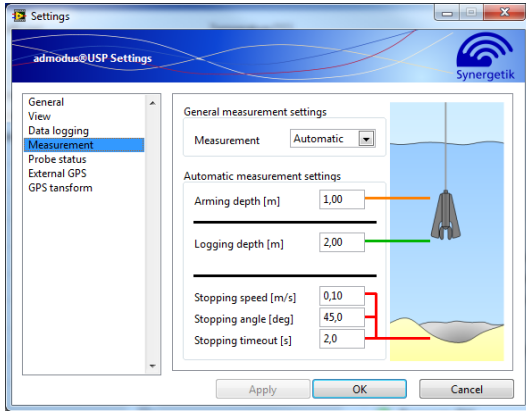 Settings
admodus®USP Settings
Synergetik
General
View
Data logging
Measurement
Probe status
External GPS
GPS tansform
General measurement settings
Measurement Automatic
Automatic measurement settings
Arming depth [m] 1,00
Logging depth [m] 2,00
Stopping speed [m/s] 0,10
Stopping angle [deg] 45,0
Stopping timeout [s] 2,0
Apply OK Cancel